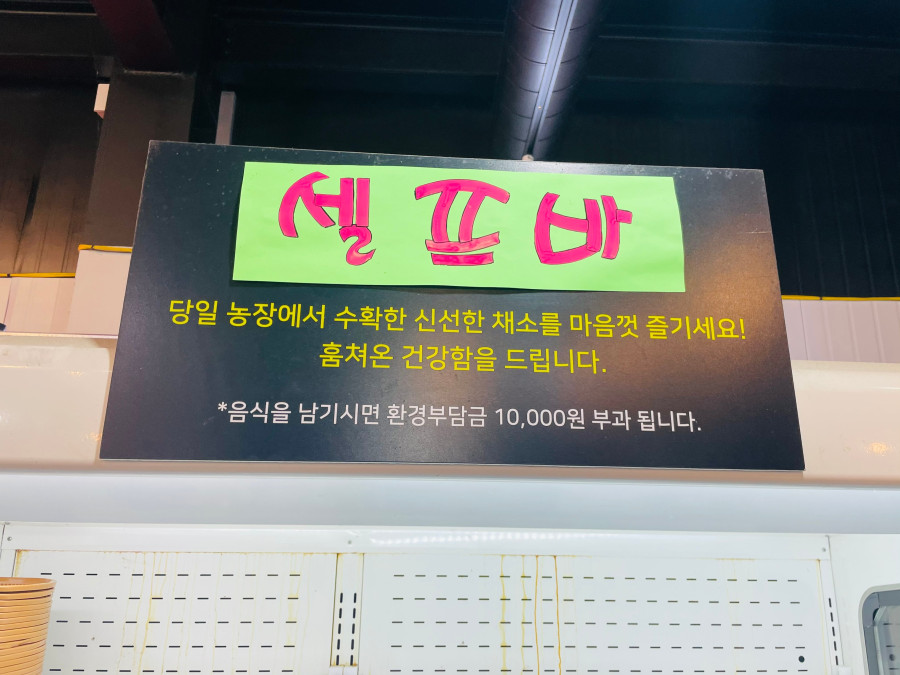 셀프바
당일 농장에서 수확한 신선한 채소를 마음껏 즐기세요!
훔쳐온 건강함을 드립니다.
*음식을 남기시면 환경부담금 10,000원 부과 됩니다.